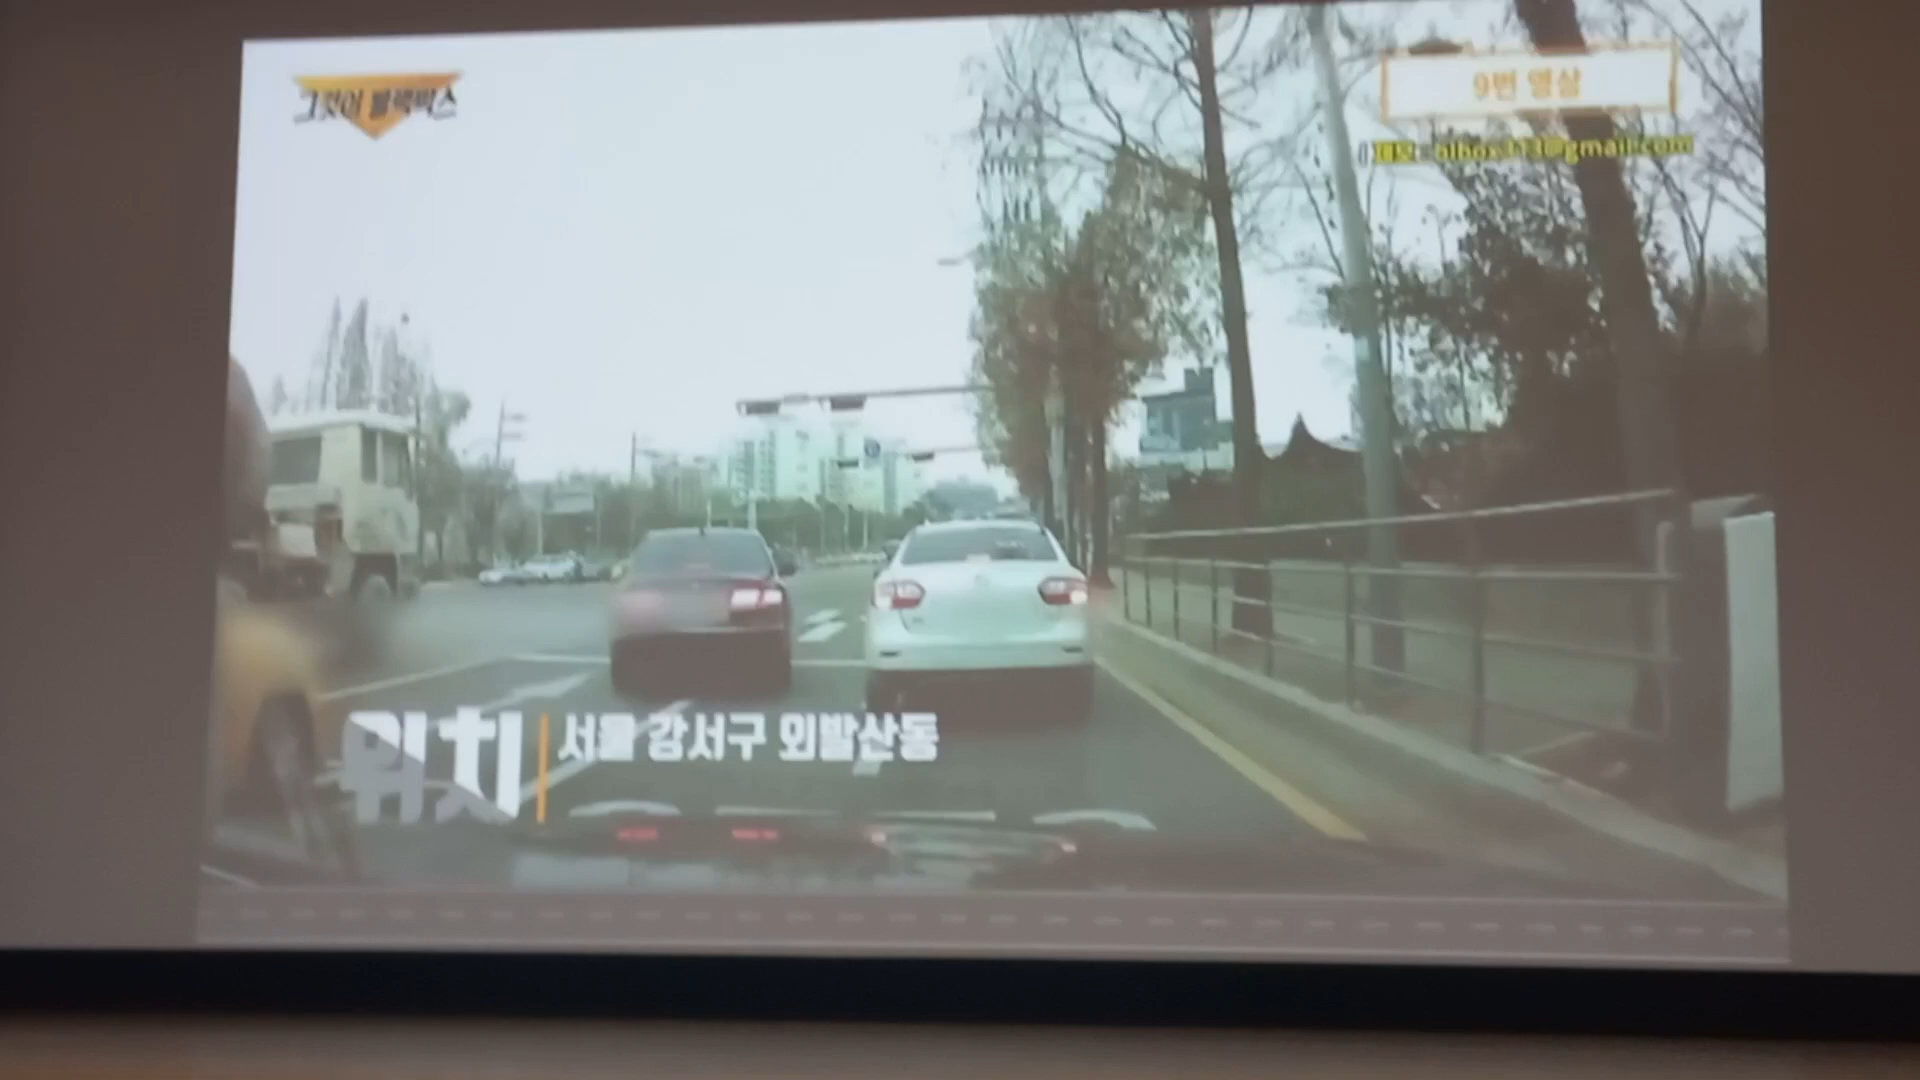 그것이 블랙박스
9번 영상
위치
서울 강서구 외발산동